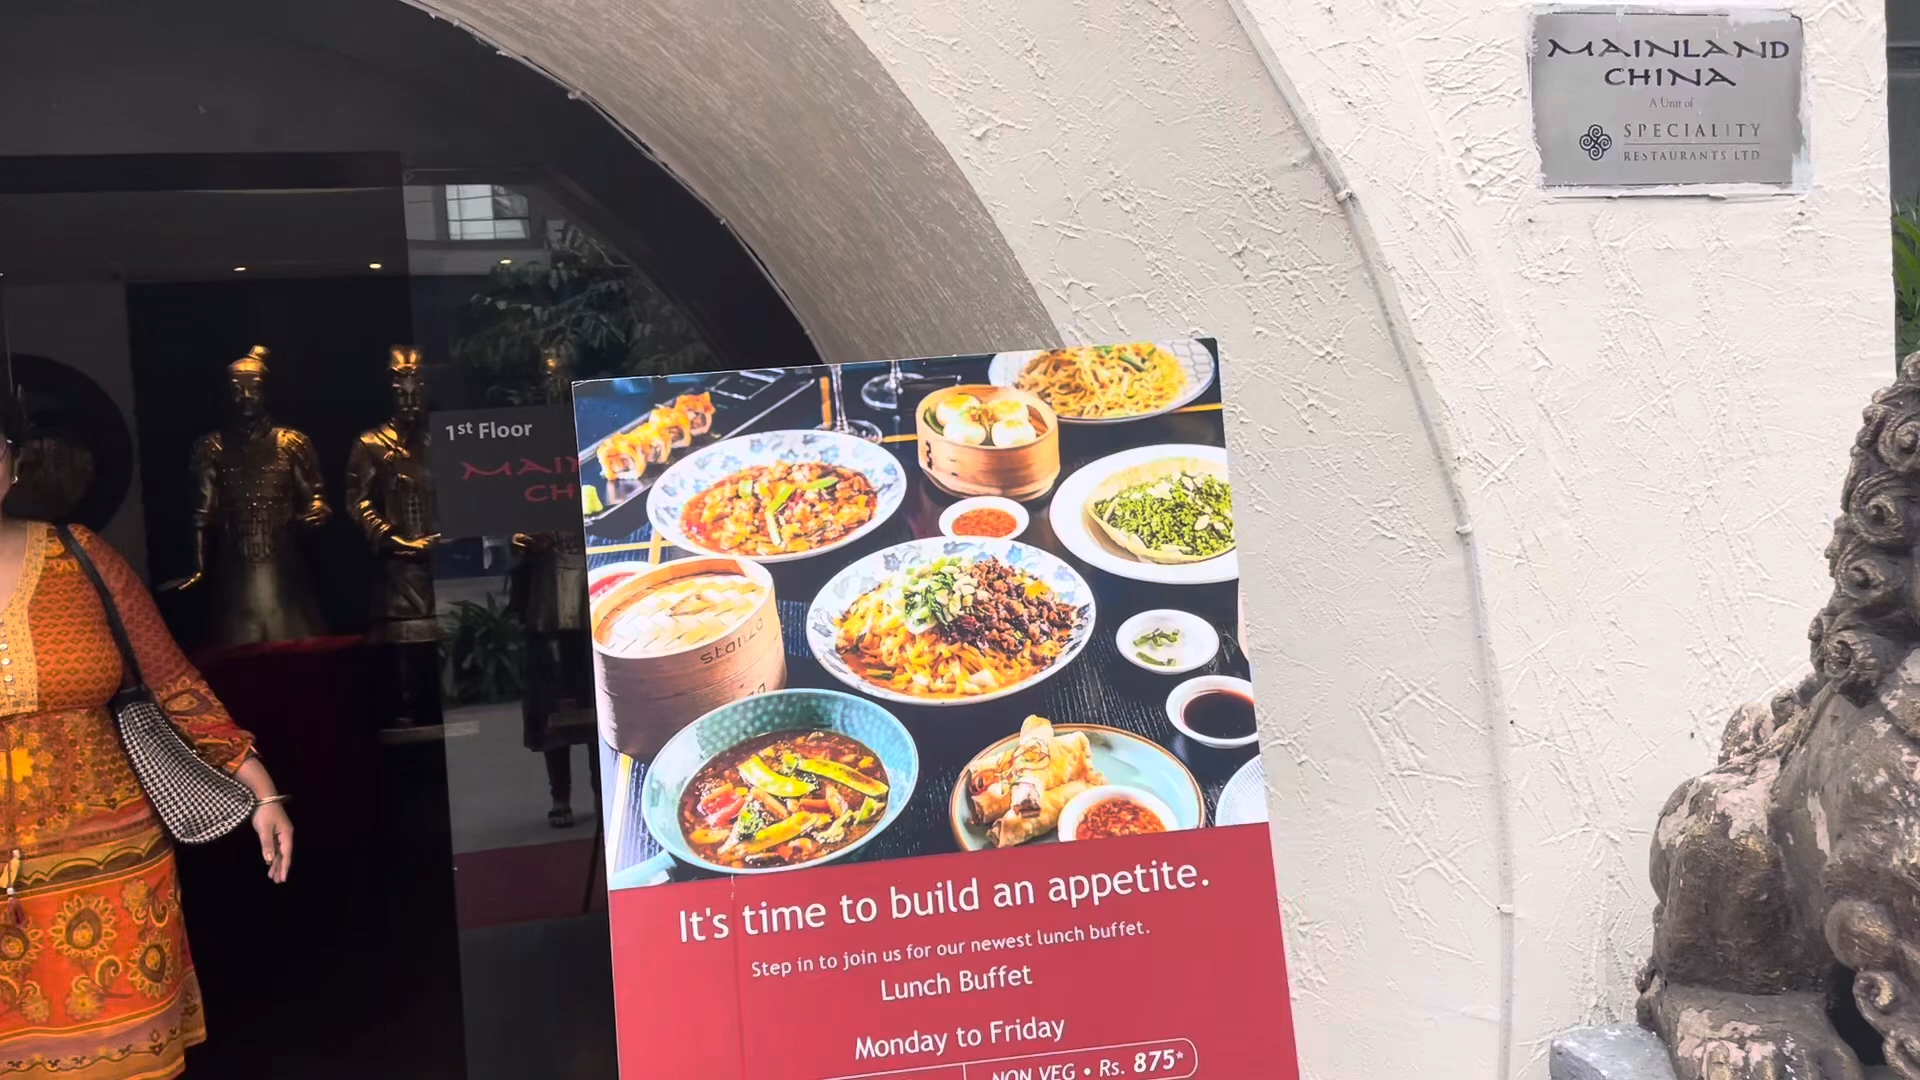 MAINLAND
CHINA
A Unit of
SPECIALITY
RESTAURANTS LTD
1st Floor
stanza
It's time to build an appetite.
Step in to join us for our newest lunch buffet.
Lunch Buffet
Monday to Friday
NON VEG • Rs. 875*